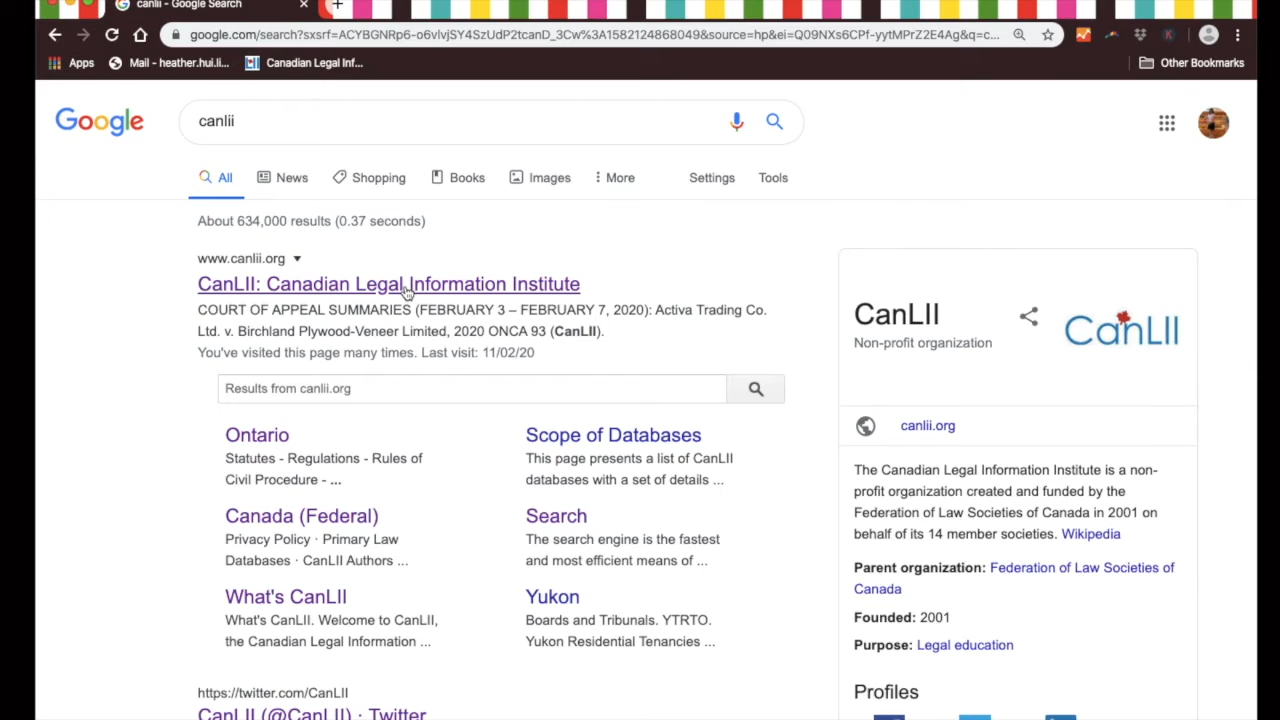 canlii - Google Search
google.com/search?sxsrf=ACYBGNRp6-o6vlvjSY4SzUdP2tcanD_3Cw%3A1582124868049&source=hp&ei=Q09NXs6CPf-yytMPrZ2E4Ag&q=c...
Apps Mail - heather.hui.li... Canadian Legal Inf... Other Bookmarks
Google canlii
All News Shopping Books Images More Settings Tools
About 634,000 results (0.37 seconds)
www.canlii.org
CanLII: Canadian Legal Information Institute
COURT OF APPEAL SUMMARIES (FEBRUARY 3 – FEBRUARY 7, 2020): Activa Trading Co.
Ltd. v. Birchland Plywood-Veneer Limited, 2020 ONCA 93 (CanLII).
You've visited this page many times. Last visit: 11/02/20
Results from canlii.org
Ontario
Statutes - Regulations - Rules of
Civil Procedure - ...
Scope of Databases
This page presents a list of CanLII
databases with a set of details ...
Canada (Federal)
Privacy Policy · Primary Law
Databases · CanLII Authors ...
Search
The search engine is the fastest
and most efficient means of ...
What's CanLII
What's CanLII. Welcome to CanLII,
the Canadian Legal Information ...
Yukon
Boards and Tribunals. YTRTO.
Yukon Residential Tenancies ...
https://twitter.com/CanLII
CanLII (@CanLII) · Twitter
CanLII
Non-profit organization
CanLII
canlii.org
The Canadian Legal Information Institute is a non-
profit organization created and funded by the
Federation of Law Societies of Canada in 2001 on
behalf of its 14 member societies. Wikipedia
Parent organization: Federation of Law Societies of
Canada
Founded: 2001
Purpose: Legal education
Profiles